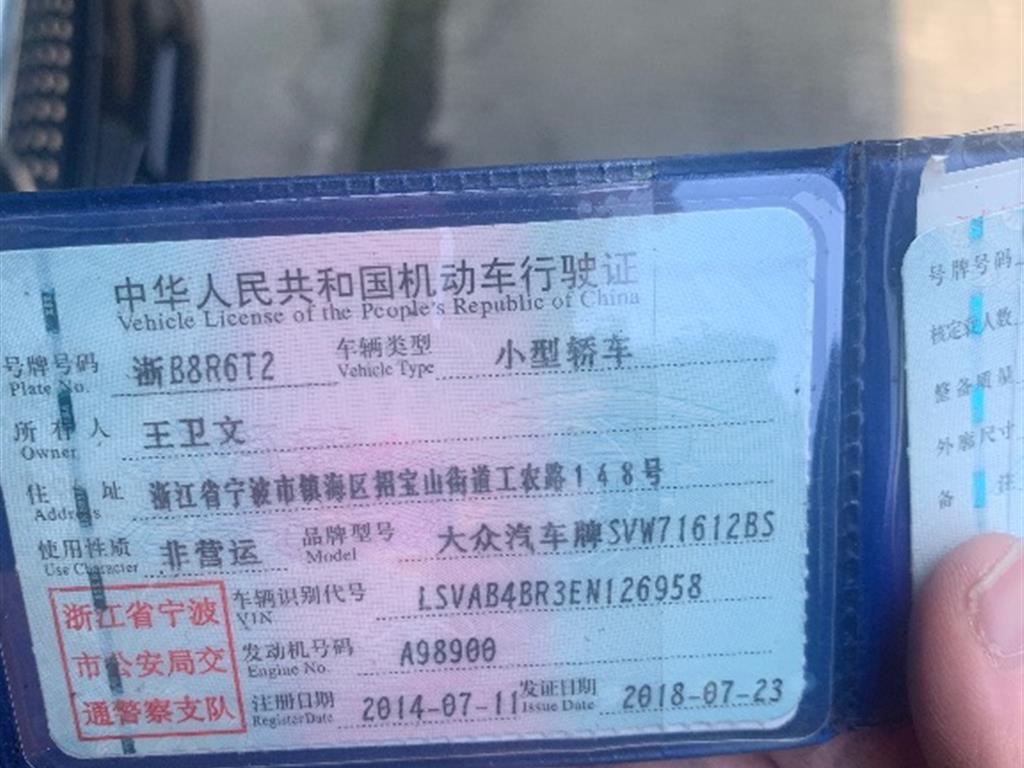 中华人民共和国机动车行驶证
Vehicle License of the People's Republic of China
号牌号码 浙B8R6T2 车辆类型 小型轿车
Plate No. Vehicle Type
所有人 王卫文
Owner
住址 浙江省宁波市镇海区招宝山街道工农路148号
Address
使用性质 非营运 品牌型号 大众汽车牌SVW71612BS
Use Character Model
车辆识别代号 LSVAB4BR3EN126958
VIN
发动机号码 A98900
Engine No.
注册日期 2014-07-11 发证日期 2018-07-23
Register Date Issue Date
浙江省宁波
市公安局交
通警察支队
号牌号码
核定载人数
整备质量
外廓尺寸
备注